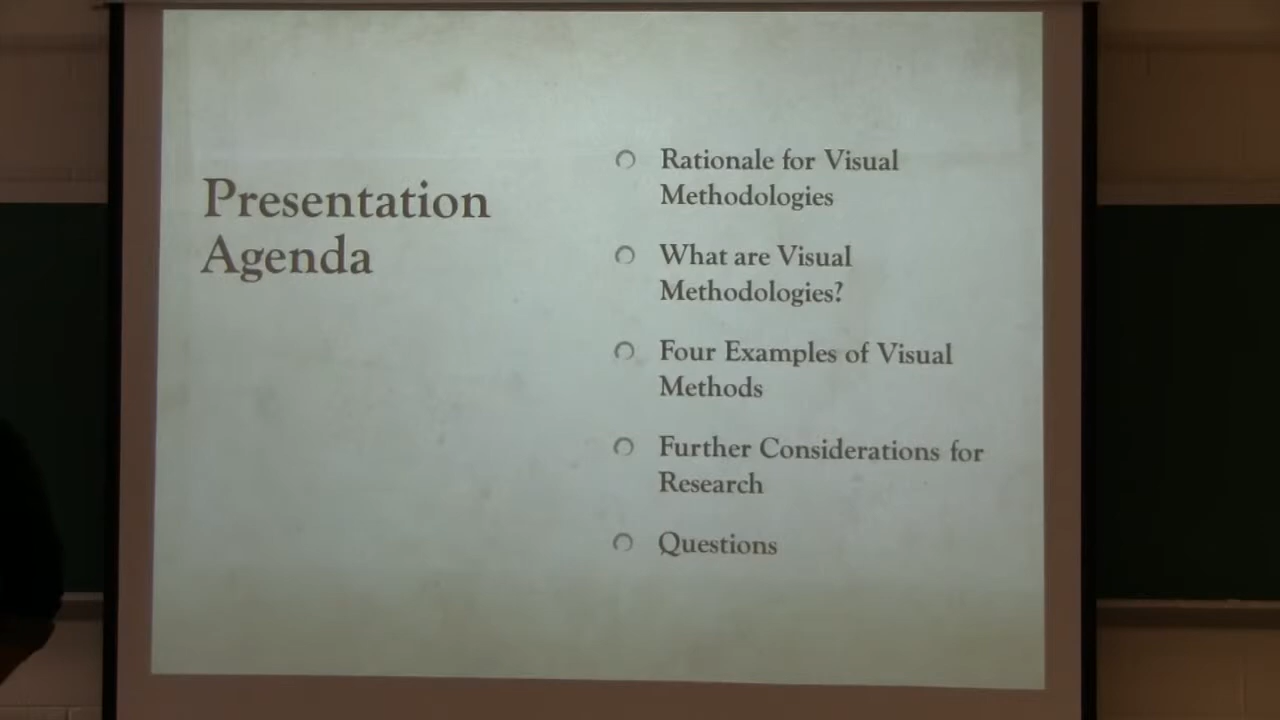 Presentation
Agenda
Rationale for Visual
Methodologies
What are Visual
Methodologies?
Four Examples of Visual
Methods
Further Considerations for
Research
Questions